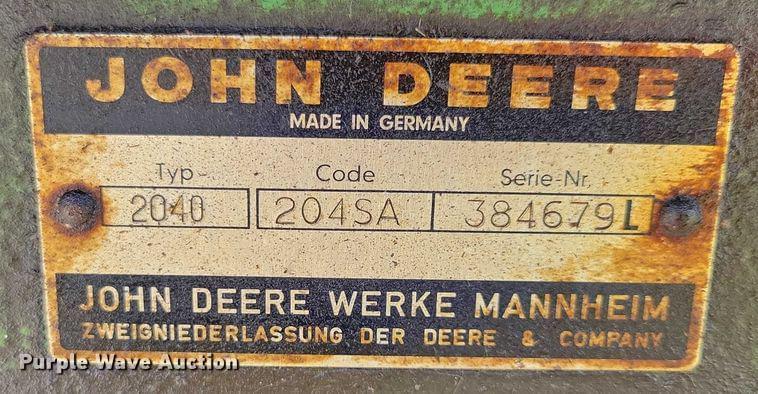 JOHN DEERE
MADE IN GERMANY
Typ Code Serie-Nr.
2040 204SA 384679L
JOHN DEERE WERKE MANNHEIM
ZWEIGNIEDERLASSUNG DER DEERE & COMPANY
Purple Wave Auction